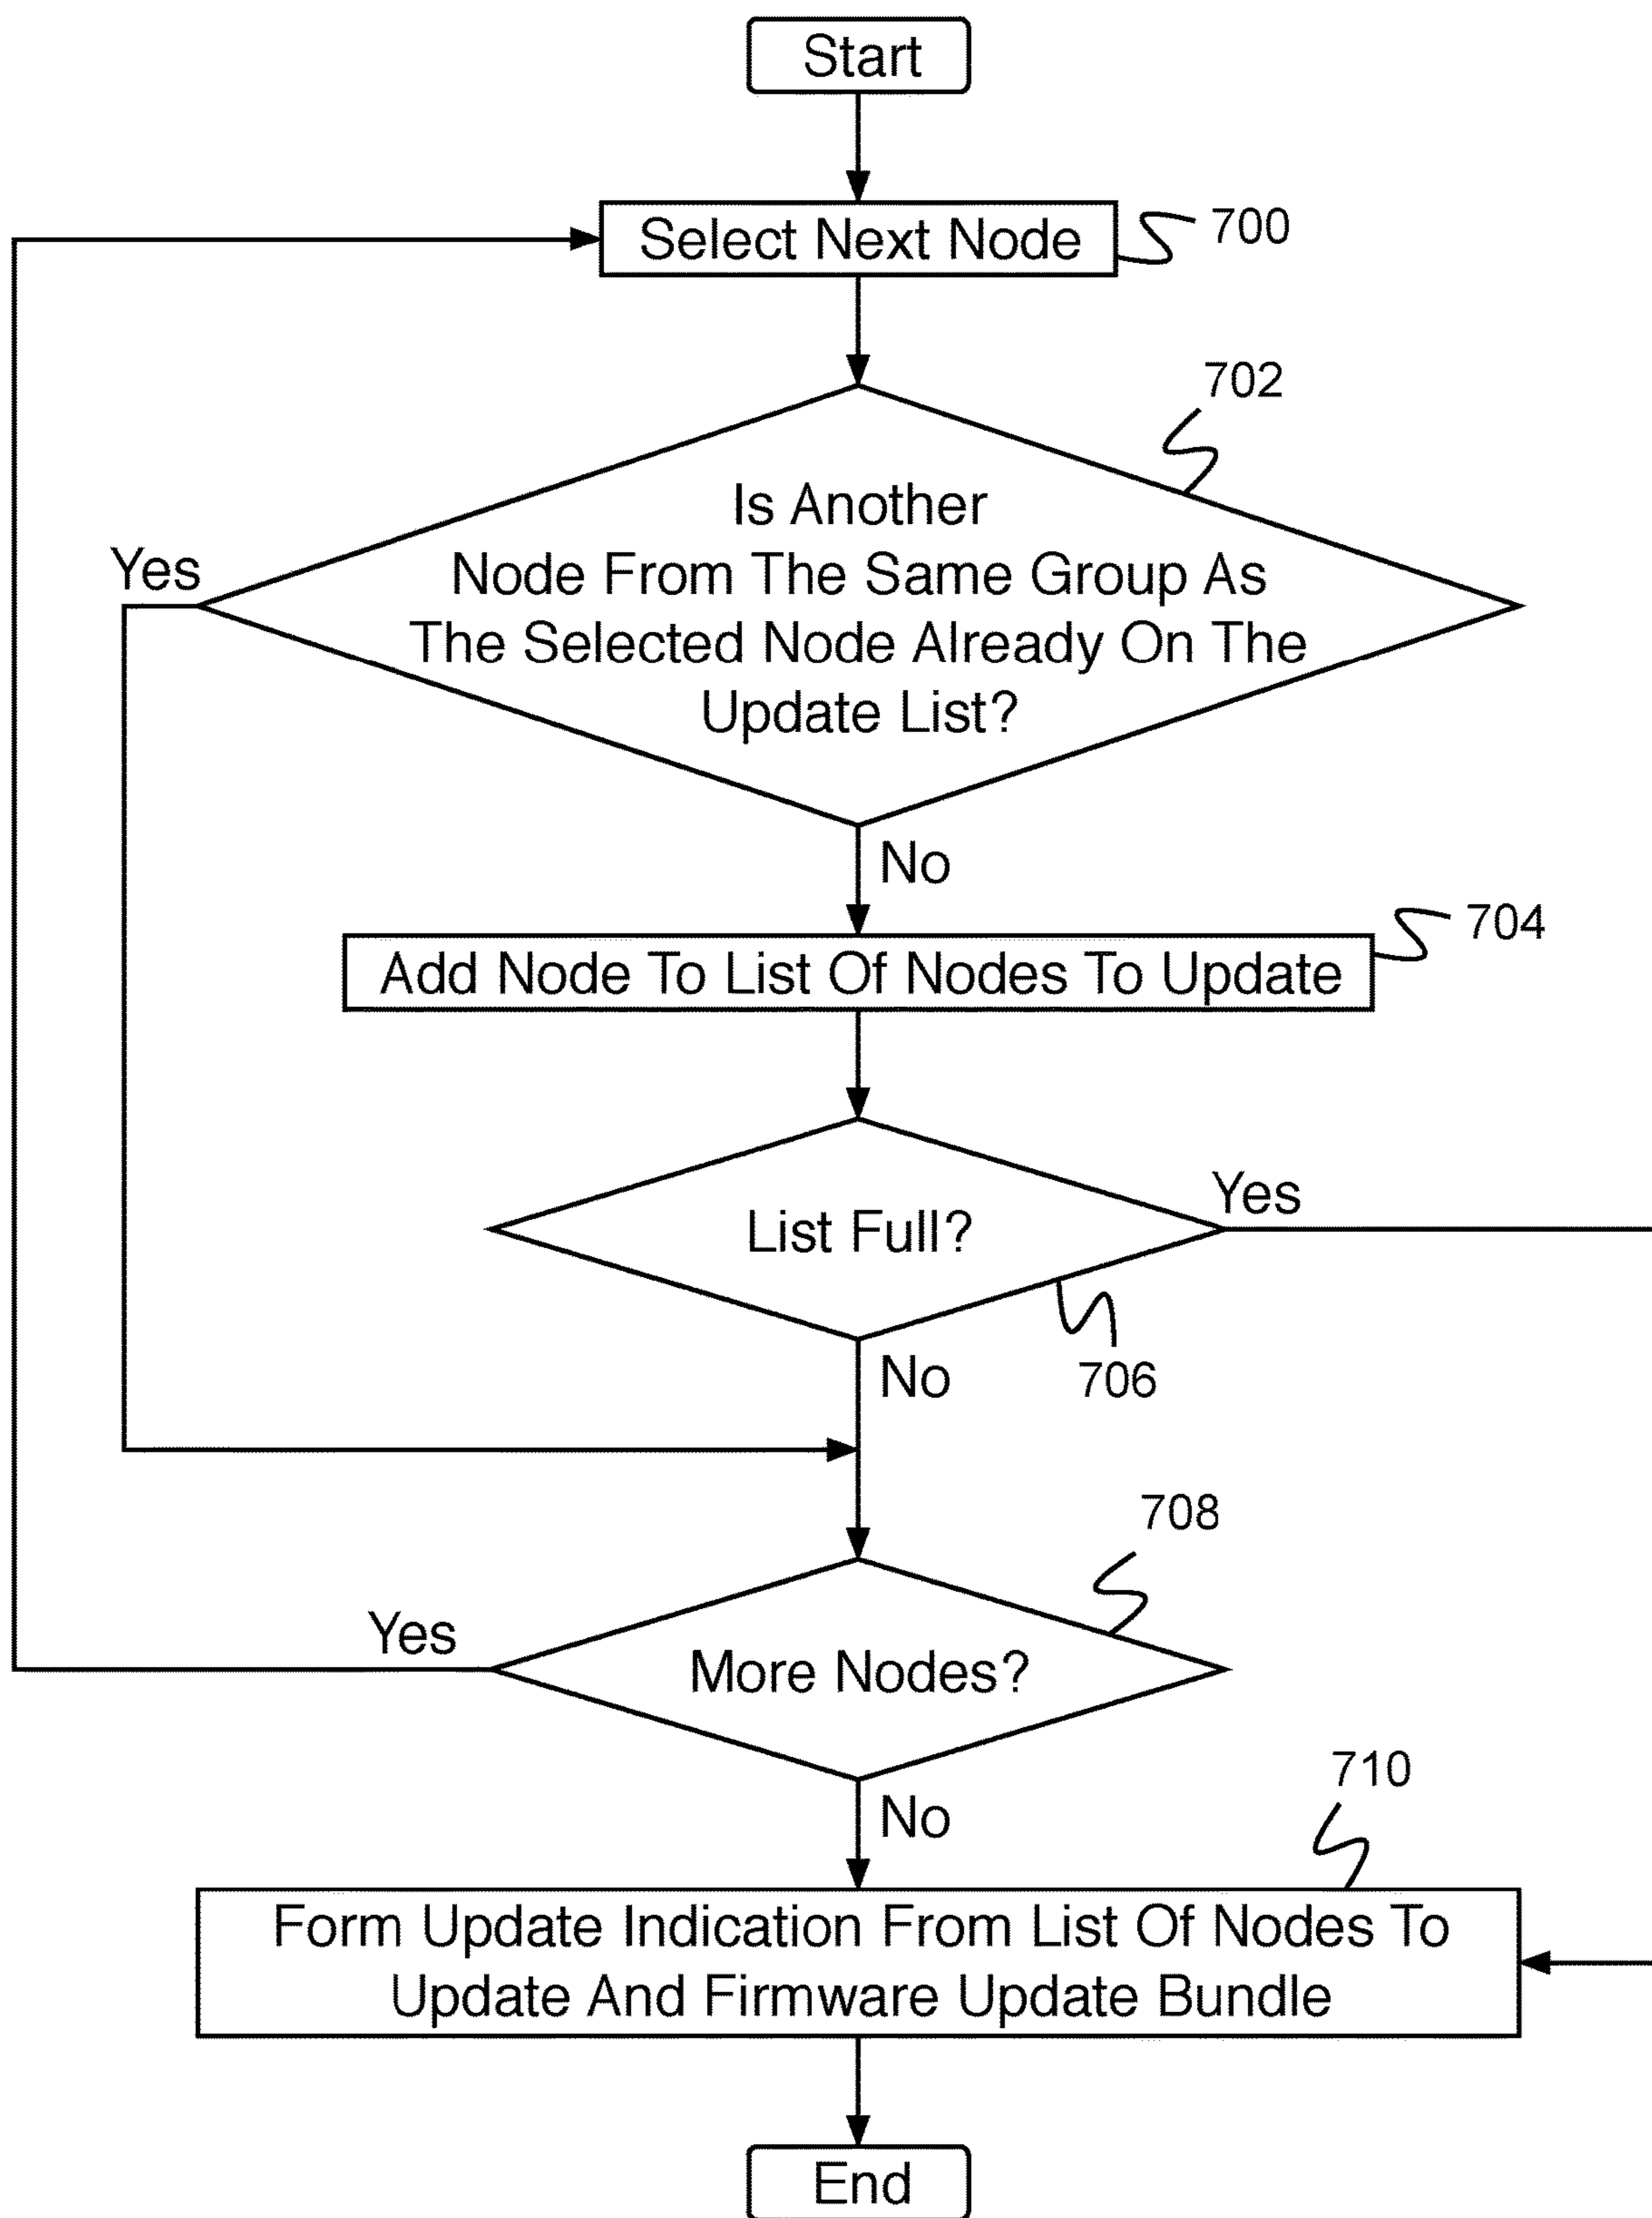 Start
Select Next Node
700
702
Is Another
Node From The Same Group As
The Selected Node Already On The
Update List?
Yes
No
704
Add Node To List Of Nodes To Update
List Full?
Yes
706
No
708
More Nodes?
Yes
No
710
Form Update Indication From List Of Nodes To
Update And Firmware Update Bundle
End